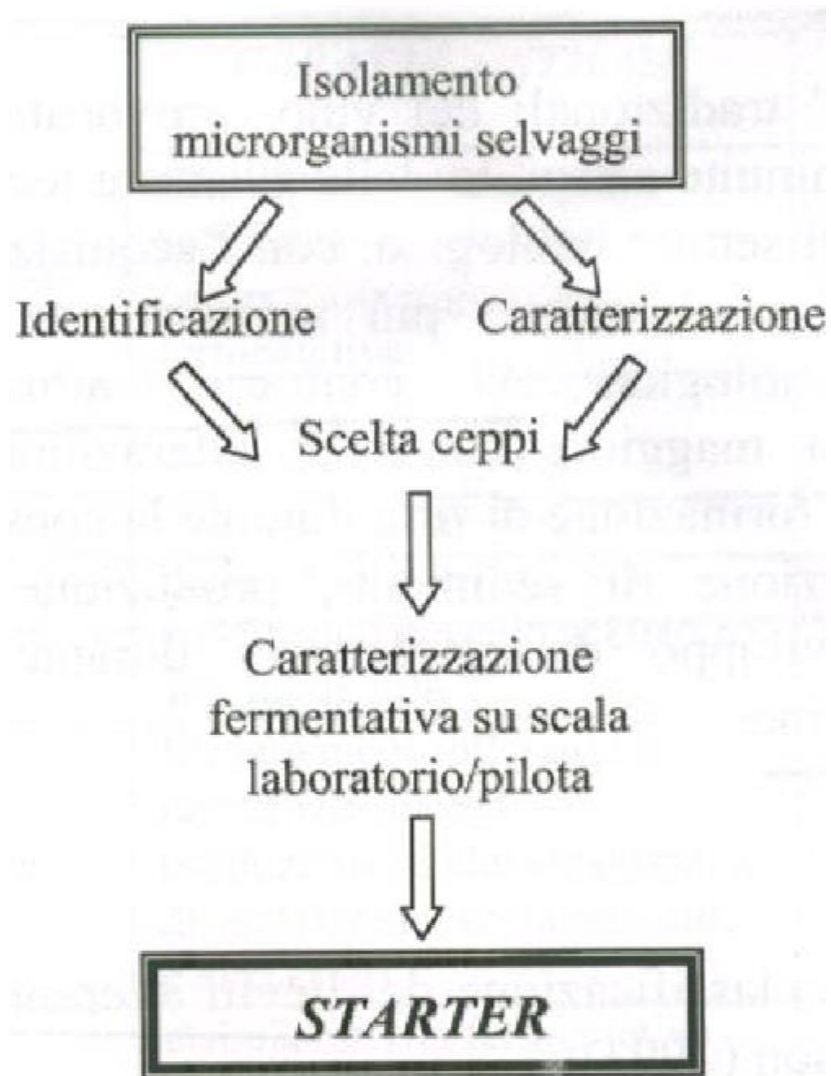 Isolamento
microrganismi selvaggi
Identificazione
Caratterizzazione
Scelta ceppi
Caratterizzazione
fermentativa su scala
laboratorio/pilota
STARTER